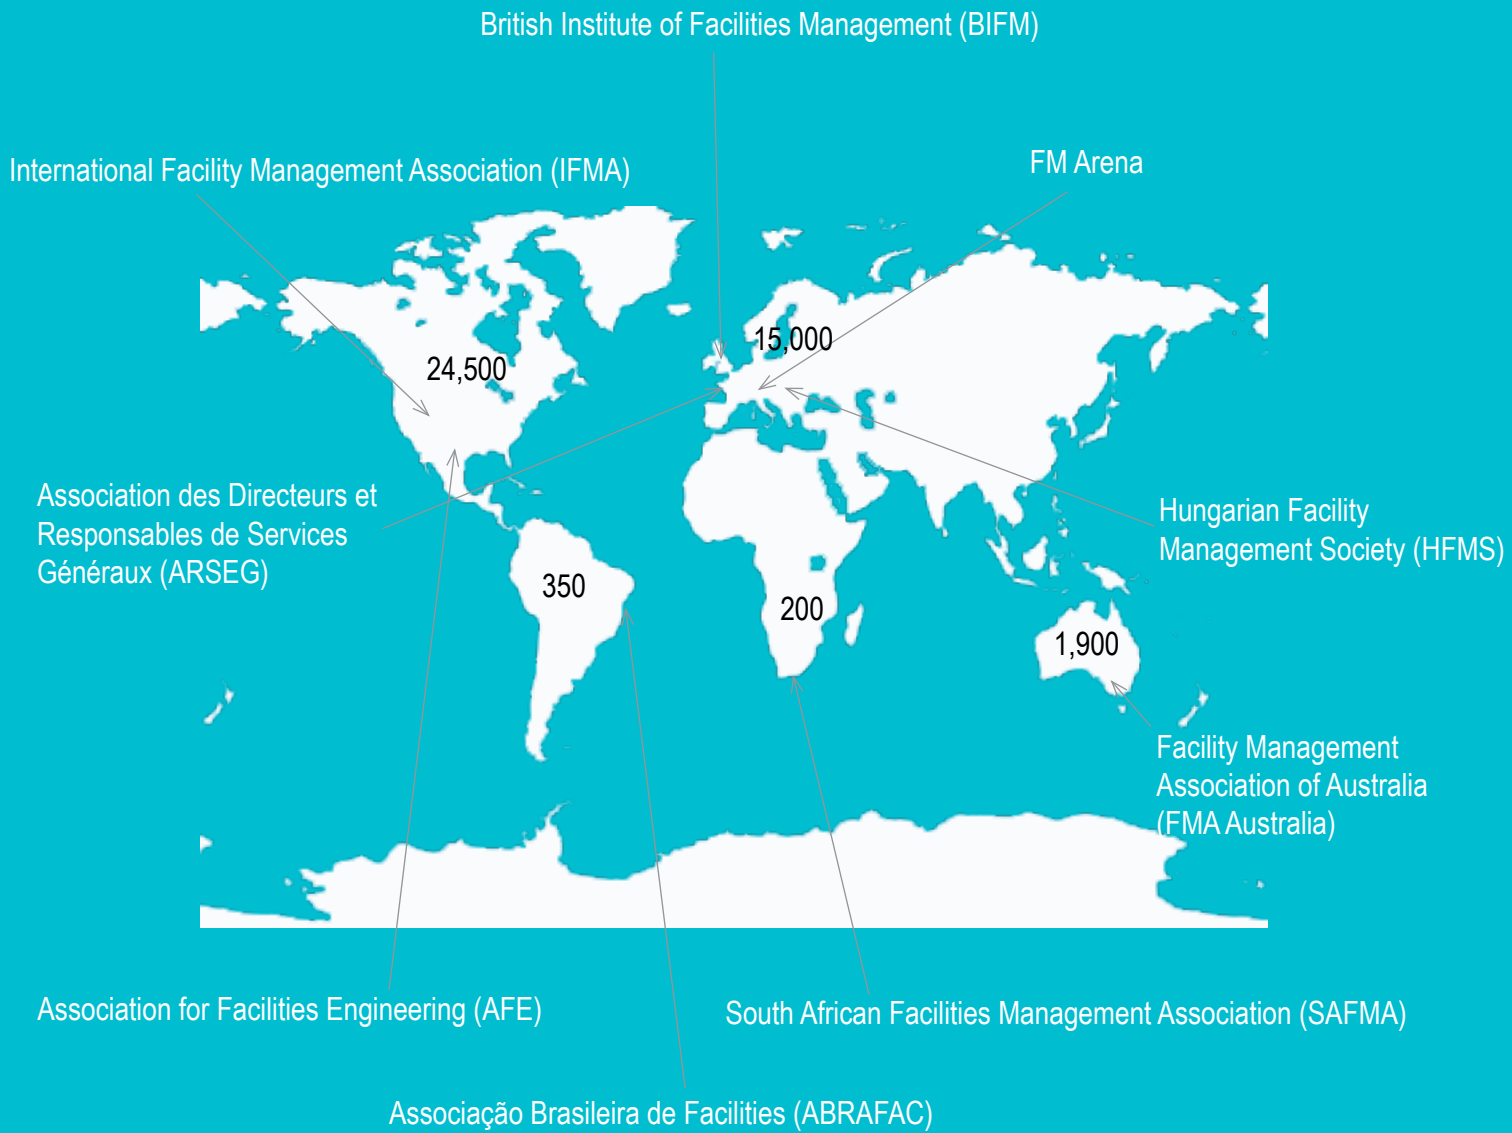 British Institute of Facilities Management (BIFM)
International Facility Management Association (IFMA)
FM Arena
15,000
24,500
Association des Directeurs et
Responsables de Services
Généraux (ARSEG)
Hungarian Facility
Management Society (HFMS)
350
200
1,900
Facility Management
Association of Australia
(FMA Australia)
Association for Facilities Engineering (AFE)
South African Facilities Management Association (SAFMA)
Associação Brasileira de Facilities (ABRAFAC)